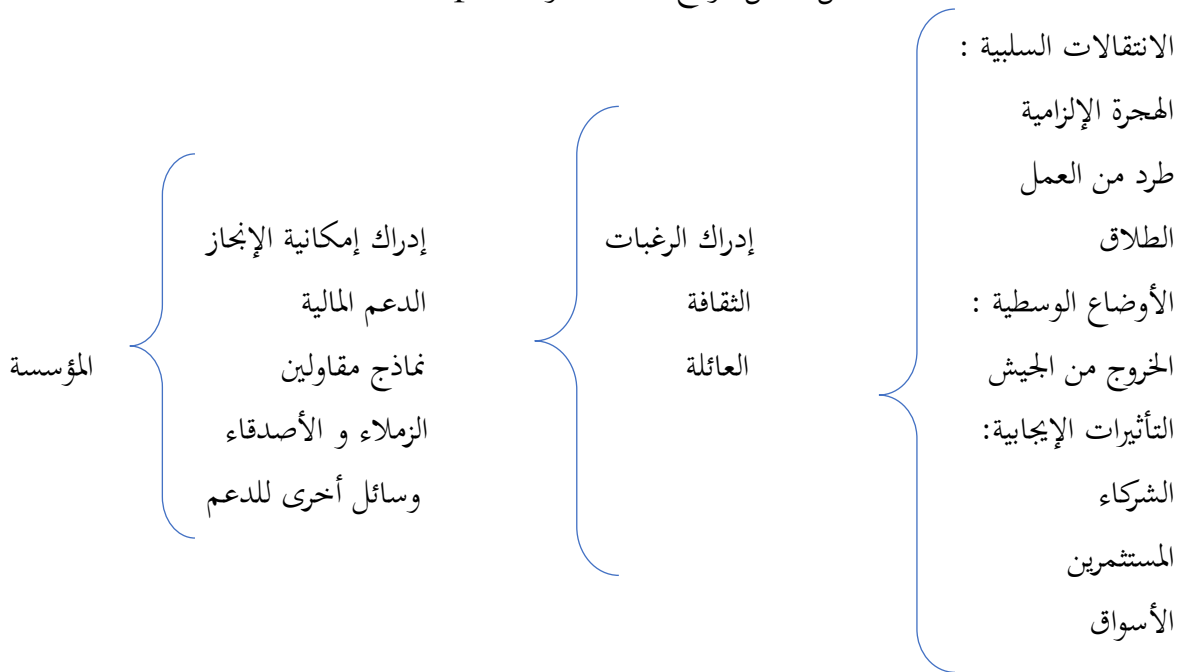 الانتقالات السلبية :
الهجرة الإلزامية
طرد من العمل
الطلاق
الأوضاع الوسطية :
الخروج من الجيش
التأثيرات الإيجابية:
الشركاء
المستثمرين
الأسواق
إدراك الرغبات
الثقافة
العائلة
إدراك إمكانية الإنجاز
الدعم المالية
نماذج مقاولين
الزملاء و الأصدقاء
وسائل أخرى للدعم
المؤسسة